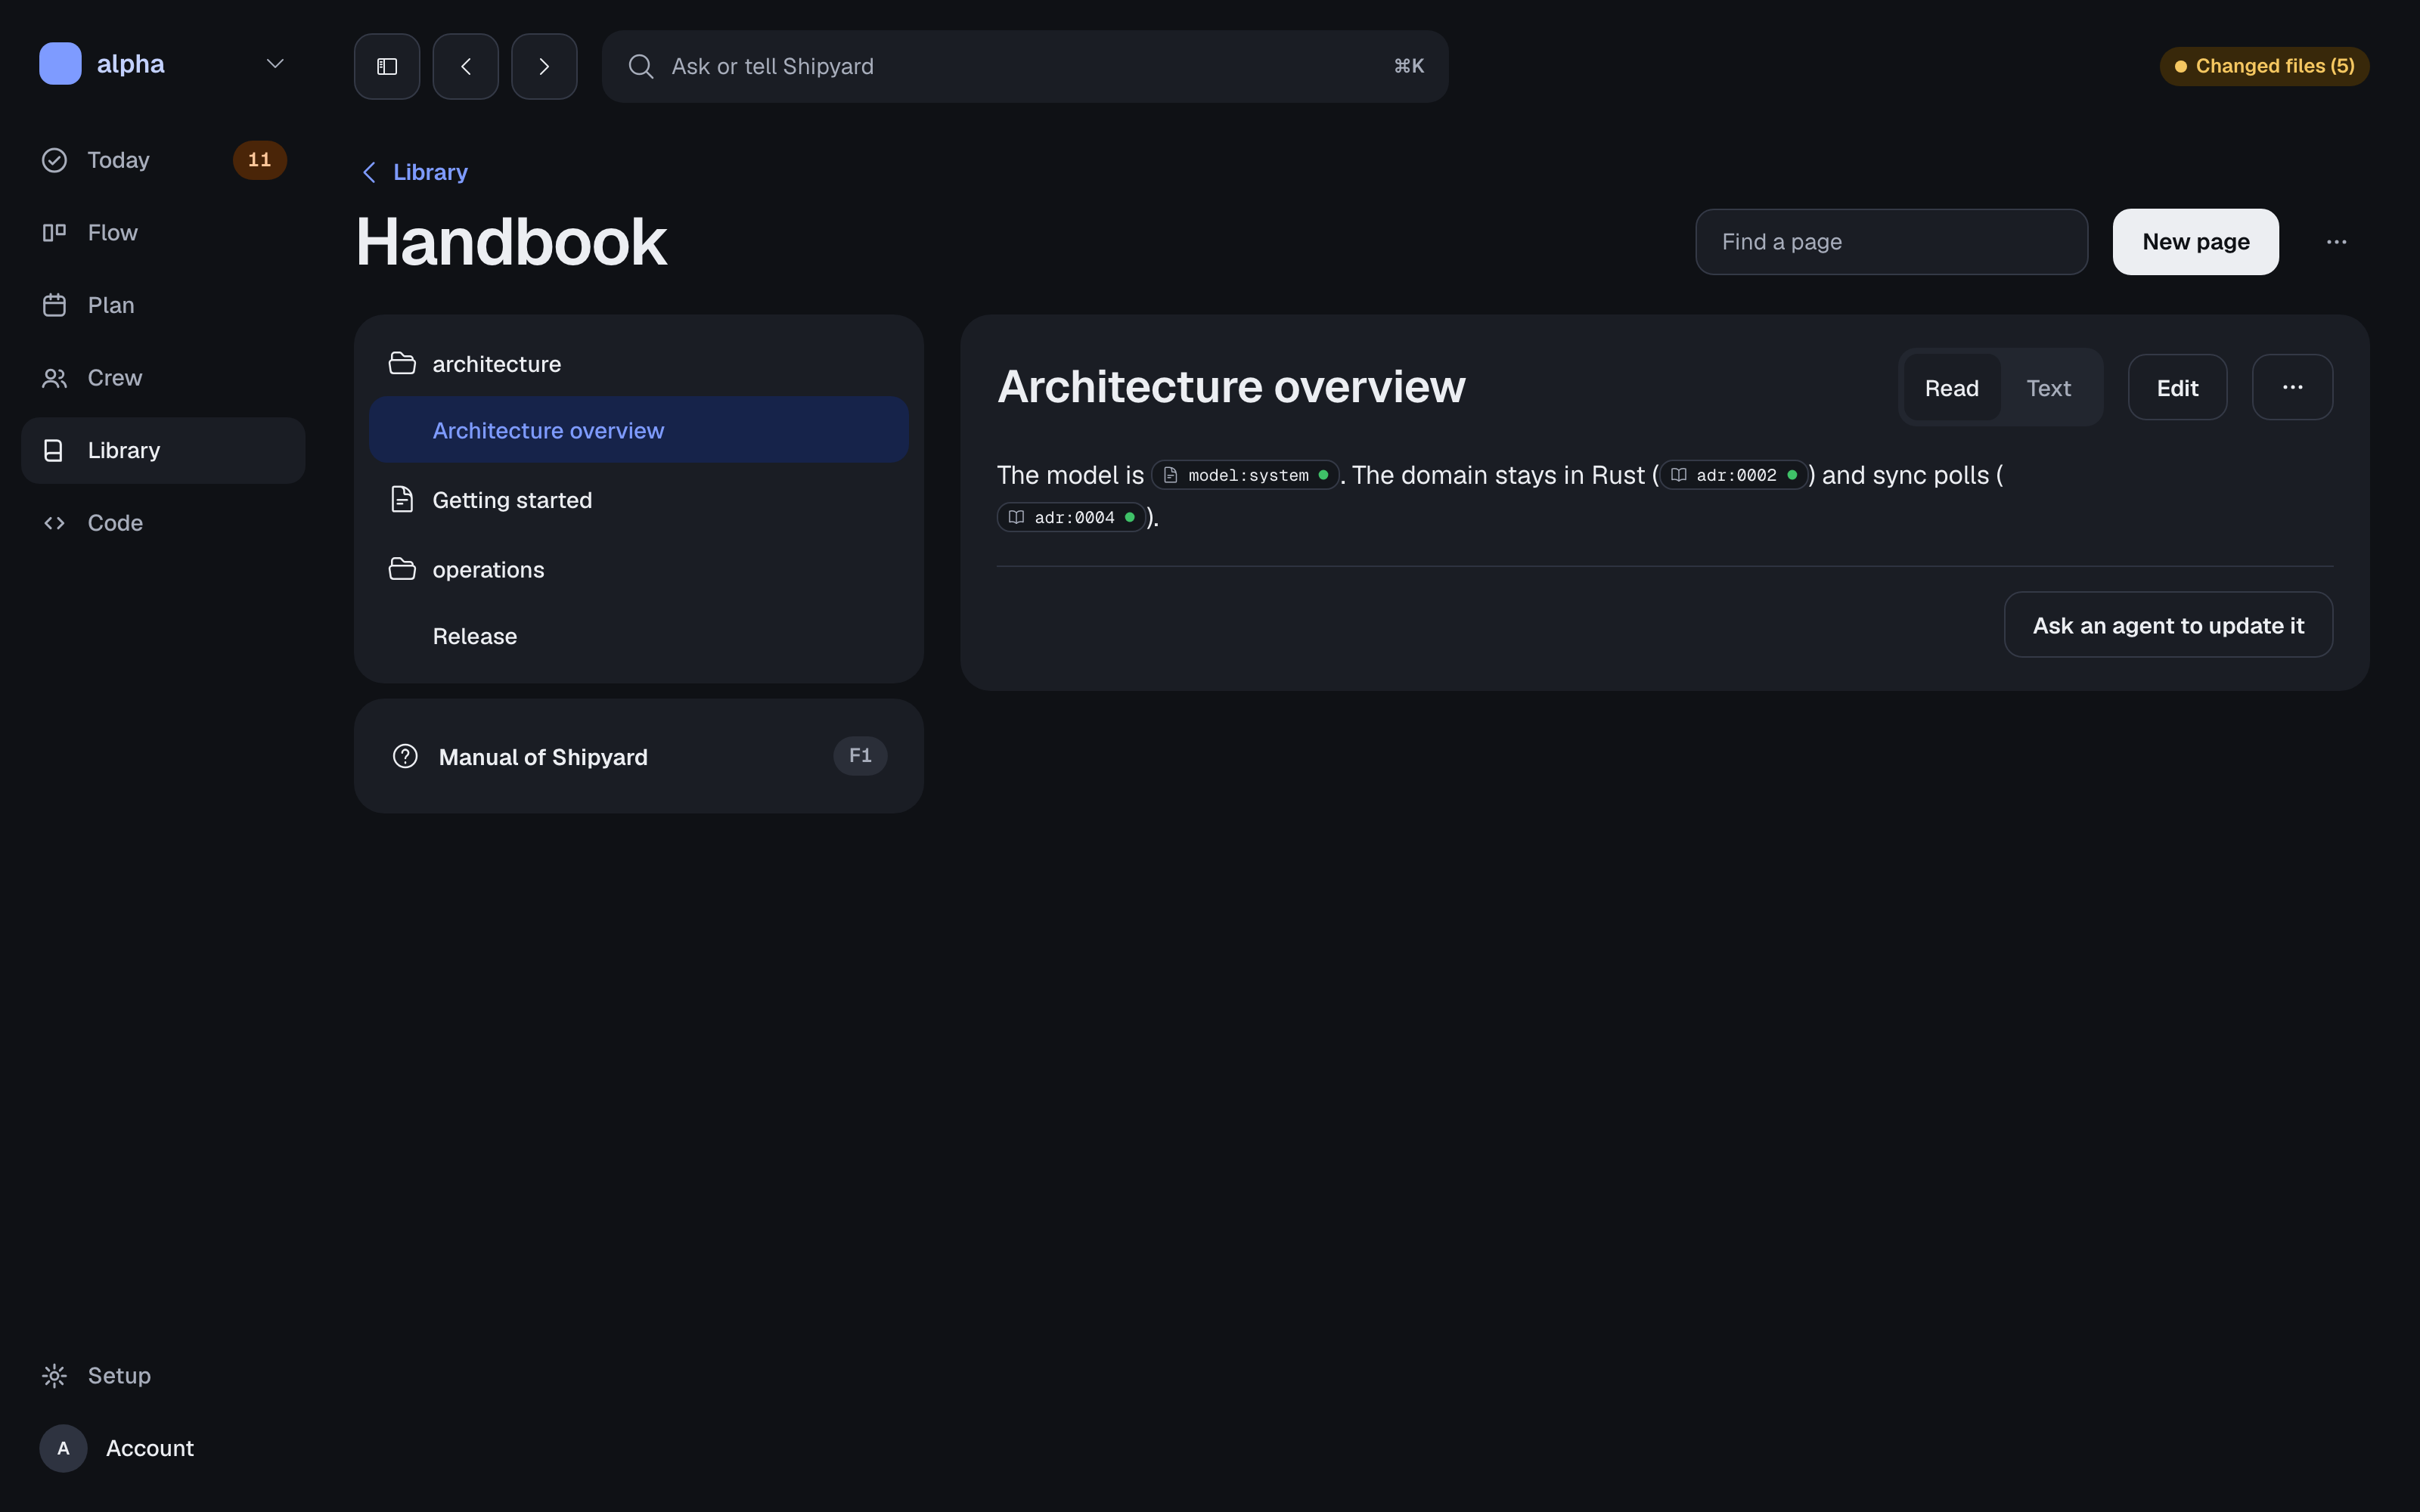 alpha
Ask or tell Shipyard
⌘K
Changed files (5)
Today
11
Flow
Plan
Crew
Library
Code
Library
Handbook
Find a page
New page
architecture
Architecture overview
Getting started
operations
Release
Manual of Shipyard
F1
Architecture overview
Read
Text
Edit
The model is model:system. The domain stays in Rust (adr:0002) and sync polls (
adr:0004).
Ask an agent to update it
Setup
A
Account